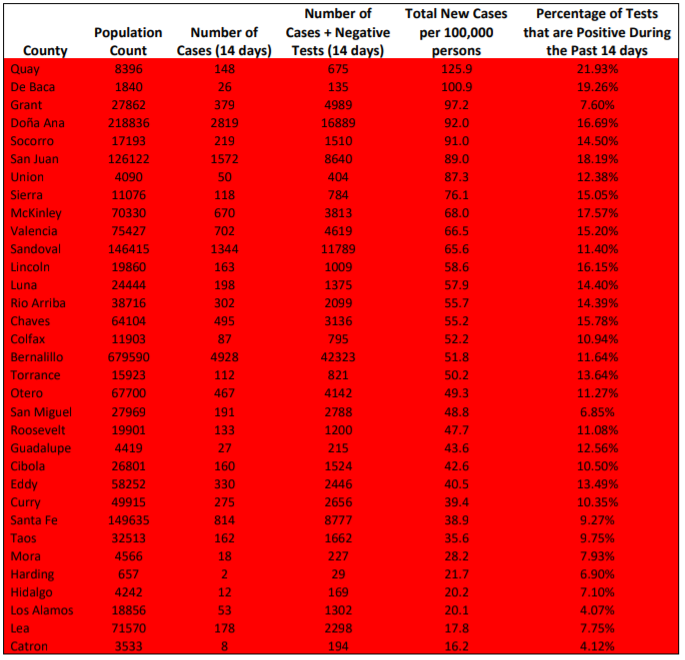 County Population Count Number of Cases (14 days) Number of Cases + Negative Tests (14 days) Total New Cases per 100,000 persons Percentage of Tests that are Positive During the Past 14 days
Quay 8396 148 675 125.9 21.93%
De Baca 1840 26 135 100.9 19.26%
Grant 27862 379 4989 97.2 7.60%
Doña Ana 218836 2819 16889 92.0 16.69%
Socorro 17193 219 1510 91.0 14.50%
San Juan 126122 1572 8640 89.0 18.19%
Union 4090 50 404 87.3 12.38%
Sierra 11076 118 784 76.1 15.05%
McKinley 70330 670 3813 68.0 17.57%
Valencia 75427 702 4619 66.5 15.20%
Sandoval 146415 1344 11789 65.6 11.40%
Lincoln 19860 163 1009 58.6 16.15%
Luna 24444 198 1375 57.9 14.40%
Rio Arriba 38716 302 2099 55.7 14.39%
Chaves 64104 495 3136 55.2 15.78%
Colfax 11903 87 795 52.2 10.94%
Bernalillo 679590 4928 42323 51.8 11.64%
Torrance 15923 112 821 50.2 13.64%
Otero 67700 467 4142 49.3 11.27%
San Miguel 27969 191 2788 48.8 6.85%
Roosevelt 19901 133 1200 47.7 11.08%
Guadalupe 4419 27 215 43.6 12.56%
Cibola 26801 160 1524 42.6 10.50%
Eddy 58252 330 2446 40.5 13.49%
Curry 49915 275 2656 39.4 10.35%
Santa Fe 149635 814 8777 38.9 9.27%
Taos 32513 162 1662 35.6 9.75%
Mora 4566 18 227 28.2 7.93%
Harding 657 2 29 21.7 6.90%
Hidalgo 4242 12 169 20.2 7.10%
Los Alamos 18856 53 1302 20.1 4.07%
Lea 71570 178 2298 17.8 7.75%
Catron 3533 8 194 16.2 4.12%